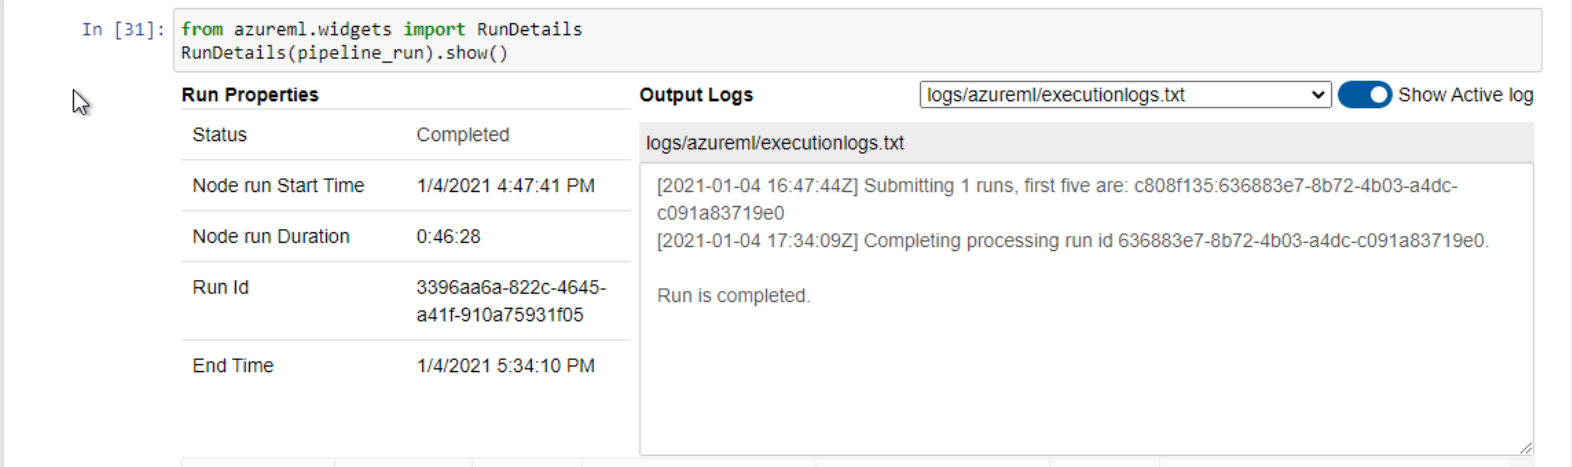 In [31]: from azureml.widgets import RunDetails
RunDetails(pipeline_run).show()
Run Properties
Status Completed
Node run Start Time 1/4/2021 4:47:41 PM
Node run Duration 0:46:28
Run Id 3396aa6a-822c-4645-
a41f-910a75931f05
End Time 1/4/2021 5:34:10 PM
Output Logs logs/azureml/executionlogs.txt Show Active log
logs/azureml/executionlogs.txt
[2021-01-04 16:47:44Z] Submitting 1 runs, first five are: c808f135:636883e7-8b72-4b03-a4dc-
c091a83719e0
[2021-01-04 17:34:09Z] Completing processing run id 636883e7-8b72-4b03-a4dc-c091a83719e0.
Run is completed.